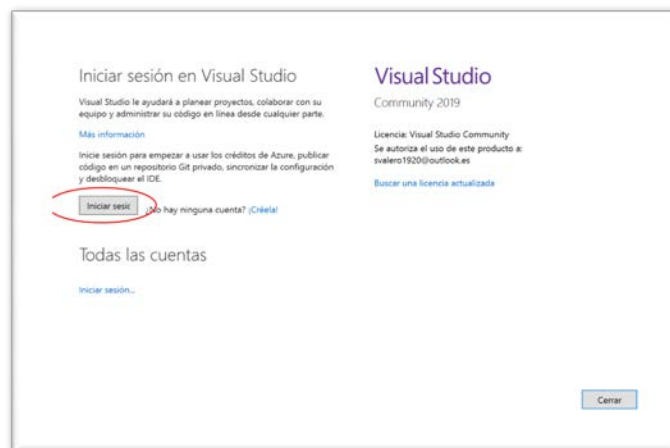 Iniciar sesión en Visual Studio
Visual Studio le ayudará a planear proyectos, colaborar con su
equipo y administrar su código en línea desde cualquier parte.
Más información
Inicie sesión para empezar a usar los créditos de Azure, publicar
código en un repositorio Git privado, sincronizar la configuración
y desbloquear el IDE.
Iniciar sesic
¿No hay ninguna cuenta? ¡Créela!
Todas las cuentas
Iniciar sesión...
Visual Studio
Community 2019
Licencia: Visual Studio Community
Se autoriza el uso de este producto a:
svalero1920@outlook.es
Buscar una licencia actualizada
Cerrar